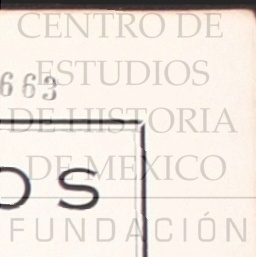 CENTRO DE
ESTUDIOS
663
DE HISTORIA
DE MEXICO
OS
FUNDACIÓN